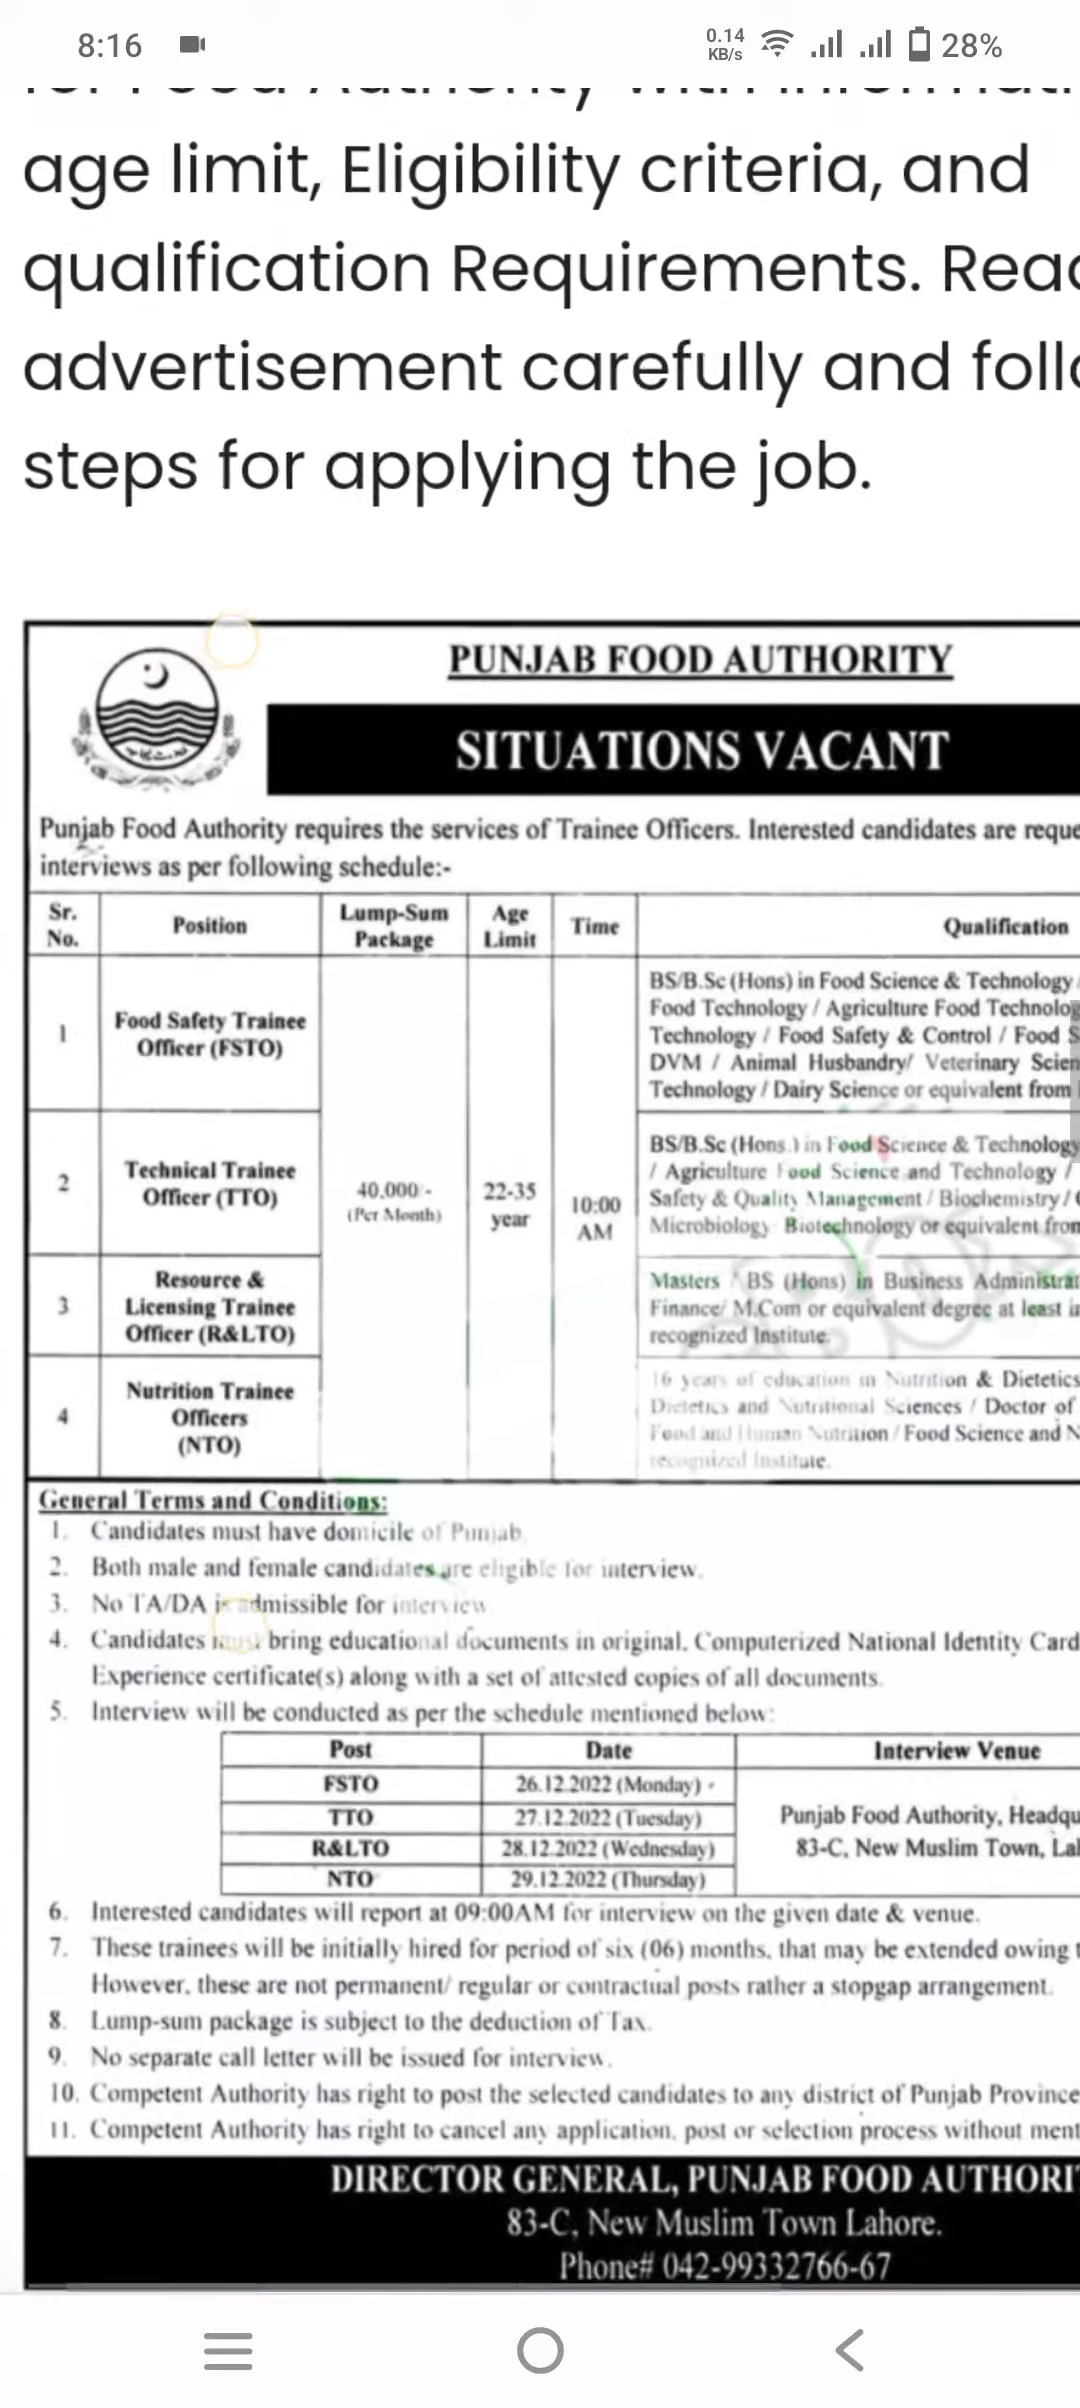 8:16
0.14
KB/s
28%
age limit, Eligibility criteria, and
qualification Requirements.
advertisement carefully and
steps for applying the job.
PUNJAB FOOD AUTHORITY
SITUATIONS VACANT
Punjab Food Authority requires the services of Trainee Officers. Interested candidates are
interviews as per following schedule:-
Sr. No. Position Lump-Sum Package Age Limit Time Qualification
1 Food Safety Trainee Officer (FSTO)
BS/B.Sc (Hons) in Food Science & Technology
Food Technology / Agriculture Food
Technology / Food Safety & Control / Food
DVM / Animal Husbandry/ Veterinary
Technology / Dairy Science or equivalent from
2 Technical Trainee Officer (TTO)
40,000/- (Per Month)
22-35 year
10:00 AM
BS/B.Sc (Hons.) in Food Science & Technology
/ Agriculture Food Science and Technology /
Safety & Quality Management / Biochemistry /
Microbiology Biotechnology or equivalent from
3 Resource & Licensing Trainee Officer (R&LTO)
Masters / BS (Hons) in Business
Finance/ M.Com or equivalent degree at least
recognized Institute.
4 Nutrition Trainee Officers (NTO)
16 years of education in Nutrition & Dietetics
Dietetics and Nutritional Sciences / Doctor of
Food and Human Nutrition / Food Science and
recognized Institute.
General Terms and Conditions:
1. Candidates must have domicile of Punjab.
2. Both male and female candidates are eligible for interview.
3. No TA/DA is admissible for interview.
4. Candidates must bring educational documents in original, Computerized National Identity Card
Experience certificate(s) along with a set of attested copies of all documents.
5. Interview will be conducted as per the schedule mentioned below:
Post Date Interview Venue
FSTO 26.12.2022 (Monday)
TTO 27.12.2022 (Tuesday)
R&LTO 28.12.2022 (Wednesday)
NTO 29.12.2022 (Thursday)
Punjab Food Authority,
83-C, New Muslim Town,
6. Interested candidates will report at 09:00AM for interview on the given date & venue.
7. These trainees will be initially hired for period of six (06) months, that may be extended owing
However, these are not permanent/ regular or contractual posts rather a stopgap arrangement.
8. Lump-sum package is subject to the deduction of Tax.
9. No separate call letter will be issued for interview.
10. Competent Authority has right to post the selected candidates to any district of Punjab Province
11. Competent Authority has right to cancel any application, post or selection process without
DIRECTOR GENERAL, PUNJAB FOOD
83-C, New Muslim Town Lahore.
Phone# 042-99332766-67